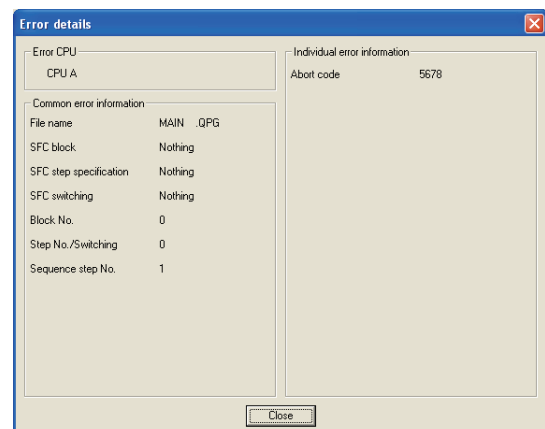 Error details
Error CPU
CPU A
Common error information
File name MAIN .QPG
SFC block Nothing
SFC step specification Nothing
SFC switching Nothing
Block No. 0
Step No./Switching 0
Sequence step No. 1
Individual error information
Abort code 5678
Close